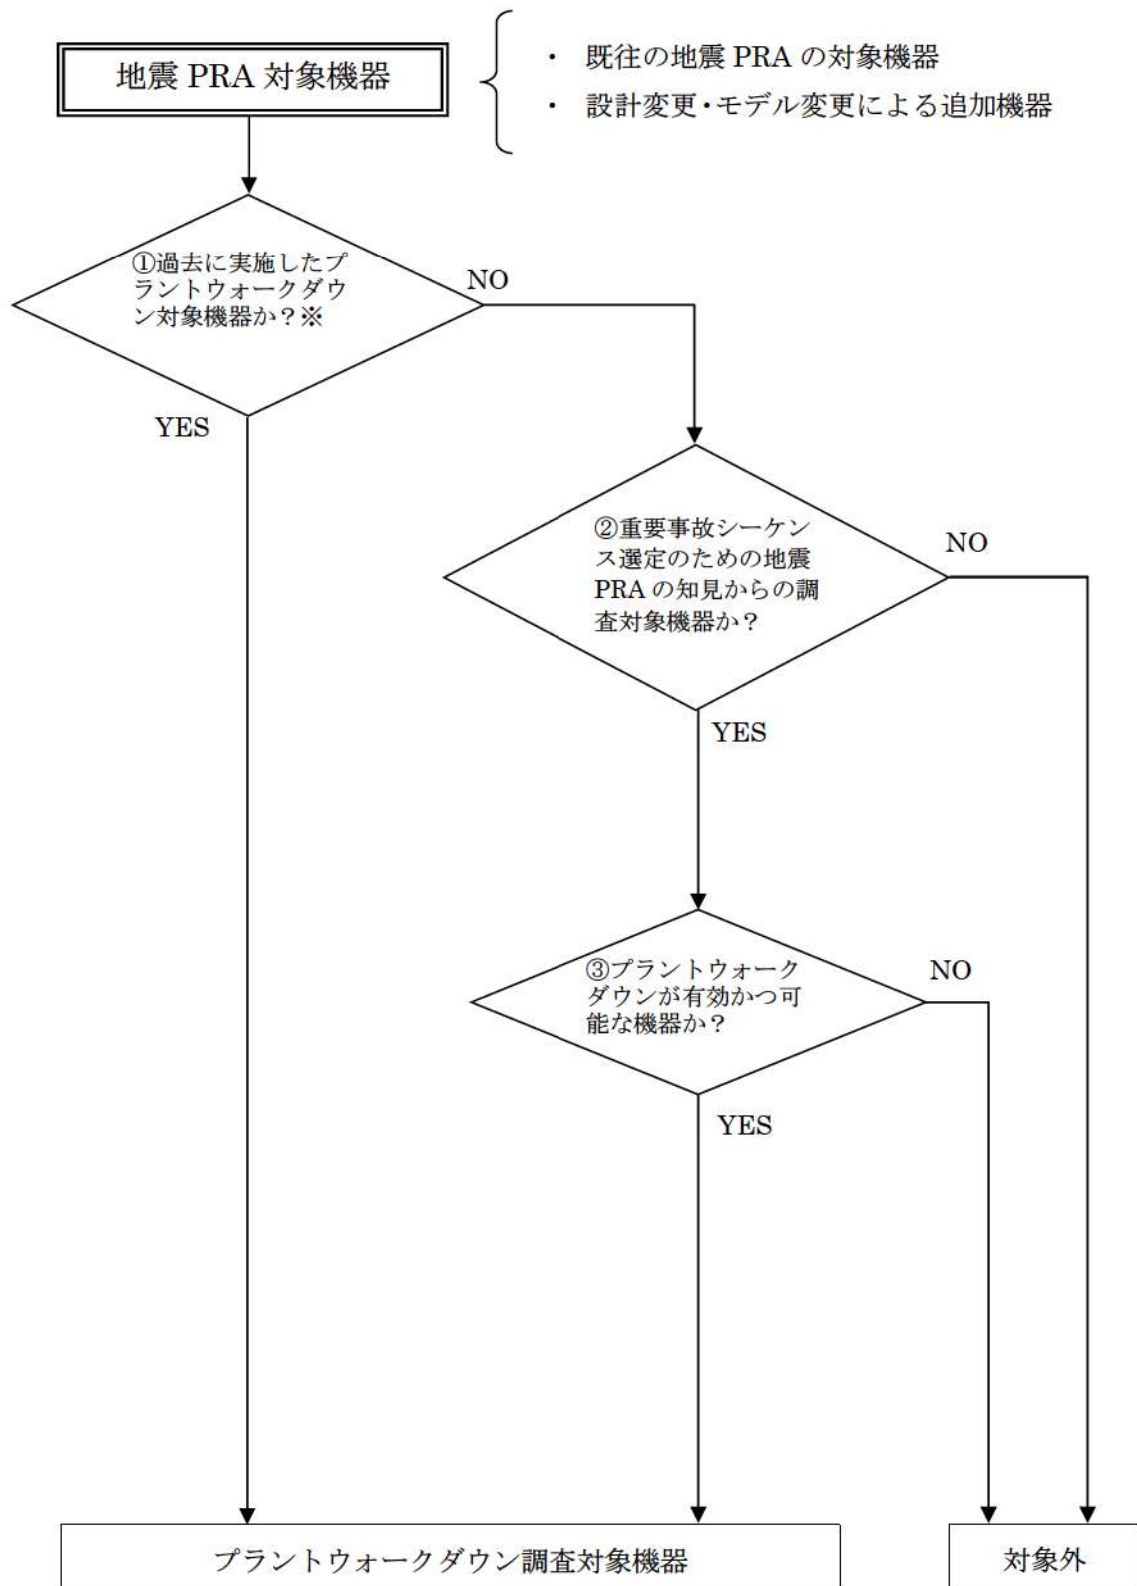 地震 PRA 対象機器
・ 既往の地震 PRA の対象機器
・ 設計変更・モデル変更による追加機器
①過去に実施したプ
ラントウォークダウ
ン対象機器か？※
NO
YES
②重要事故シーケン
ス選定のための地震
PRA の知見からの調
査対象機器か？
NO
YES
③プラントウォーク
ダウンが有効かつ可
能な機器か？
NO
YES
プラントウォークダウン調査対象機器
対象外